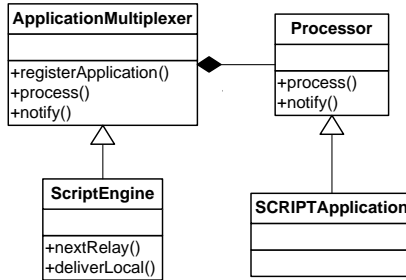 ApplicationMultiplexer
+registerApplication()
+process()
+notify()
Processor
+process()
+notify()
ScriptEngine
+nextRelay()
+deliverLocal()
SCRIPTApplication